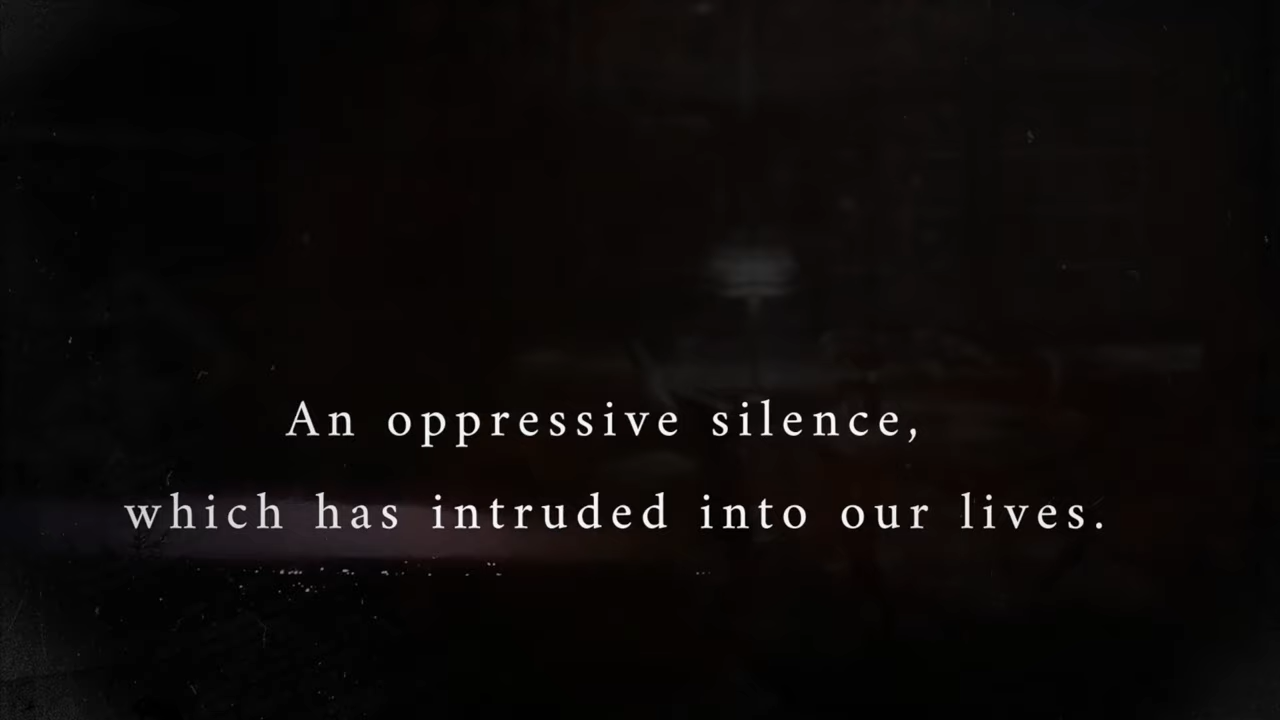 An oppressive silence,
which has intruded into our lives.